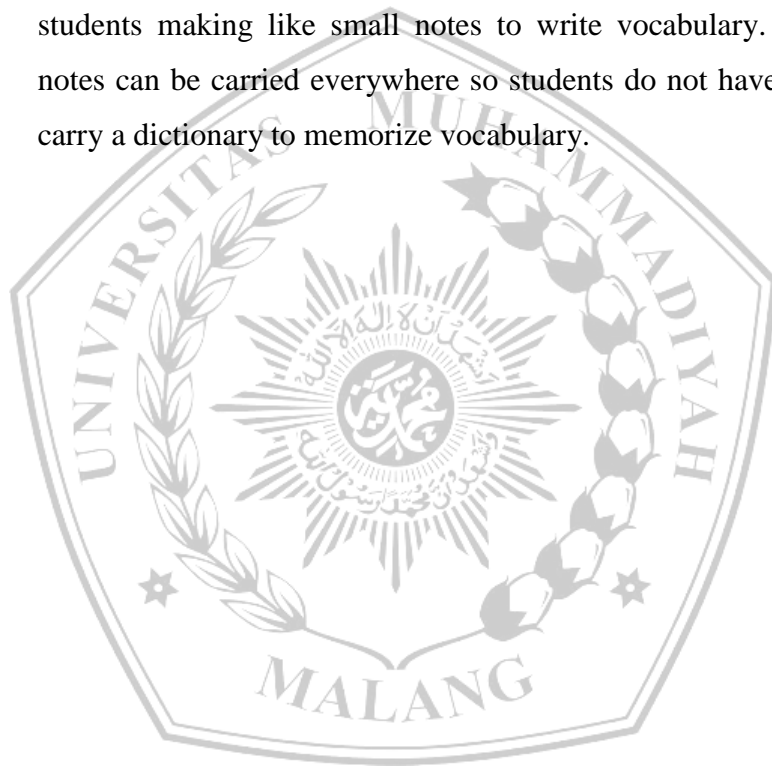 students making like small notes to write vocabulary.
notes can be carried everywhere so students do not have
carry a dictionary to memorize vocabulary.
UNIVERSITAS MUHAMMADIYAH
MALANG